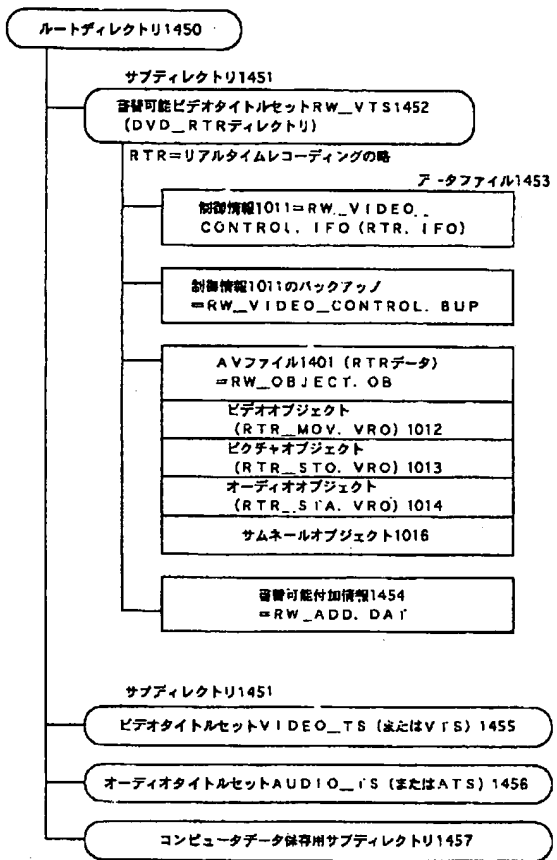 ルートディレクトリ1450
サブディレクトリ1451
書替可能ビデオタイトルセットRW_VTS1452
(DVD_RTRディレクトリ)
RTR=リアルタイムレコーディングの略
データファイル1453
制御情報1011=RW_VIDEO_
CONTROL. IFO (RTR. IFO)
制御情報1011のバックアップ
=RW_VIDEO_CONTROL. BUP
AVファイル1401 (RTRデータ)
=RW_OBJECT. OB
ビデオオブジェクト
(RTR_MOV. VRO) 1012
ピクチャオブジェクト
(RTR_STO. VRO) 1013
オーディオオブジェクト
(RTR_STA. VRO) 1014
サムネールオブジェクト1016
書替可能付加情報1454
=RW_ADD. DAT
サブディレクトリ1451
ビデオタイトルセットVIDEO_TS (またはVTS) 1455
オーディオタイトルセットAUDIO_TS (またはATS) 1456
コンピュータデータ保存用サブディレクトリ1457